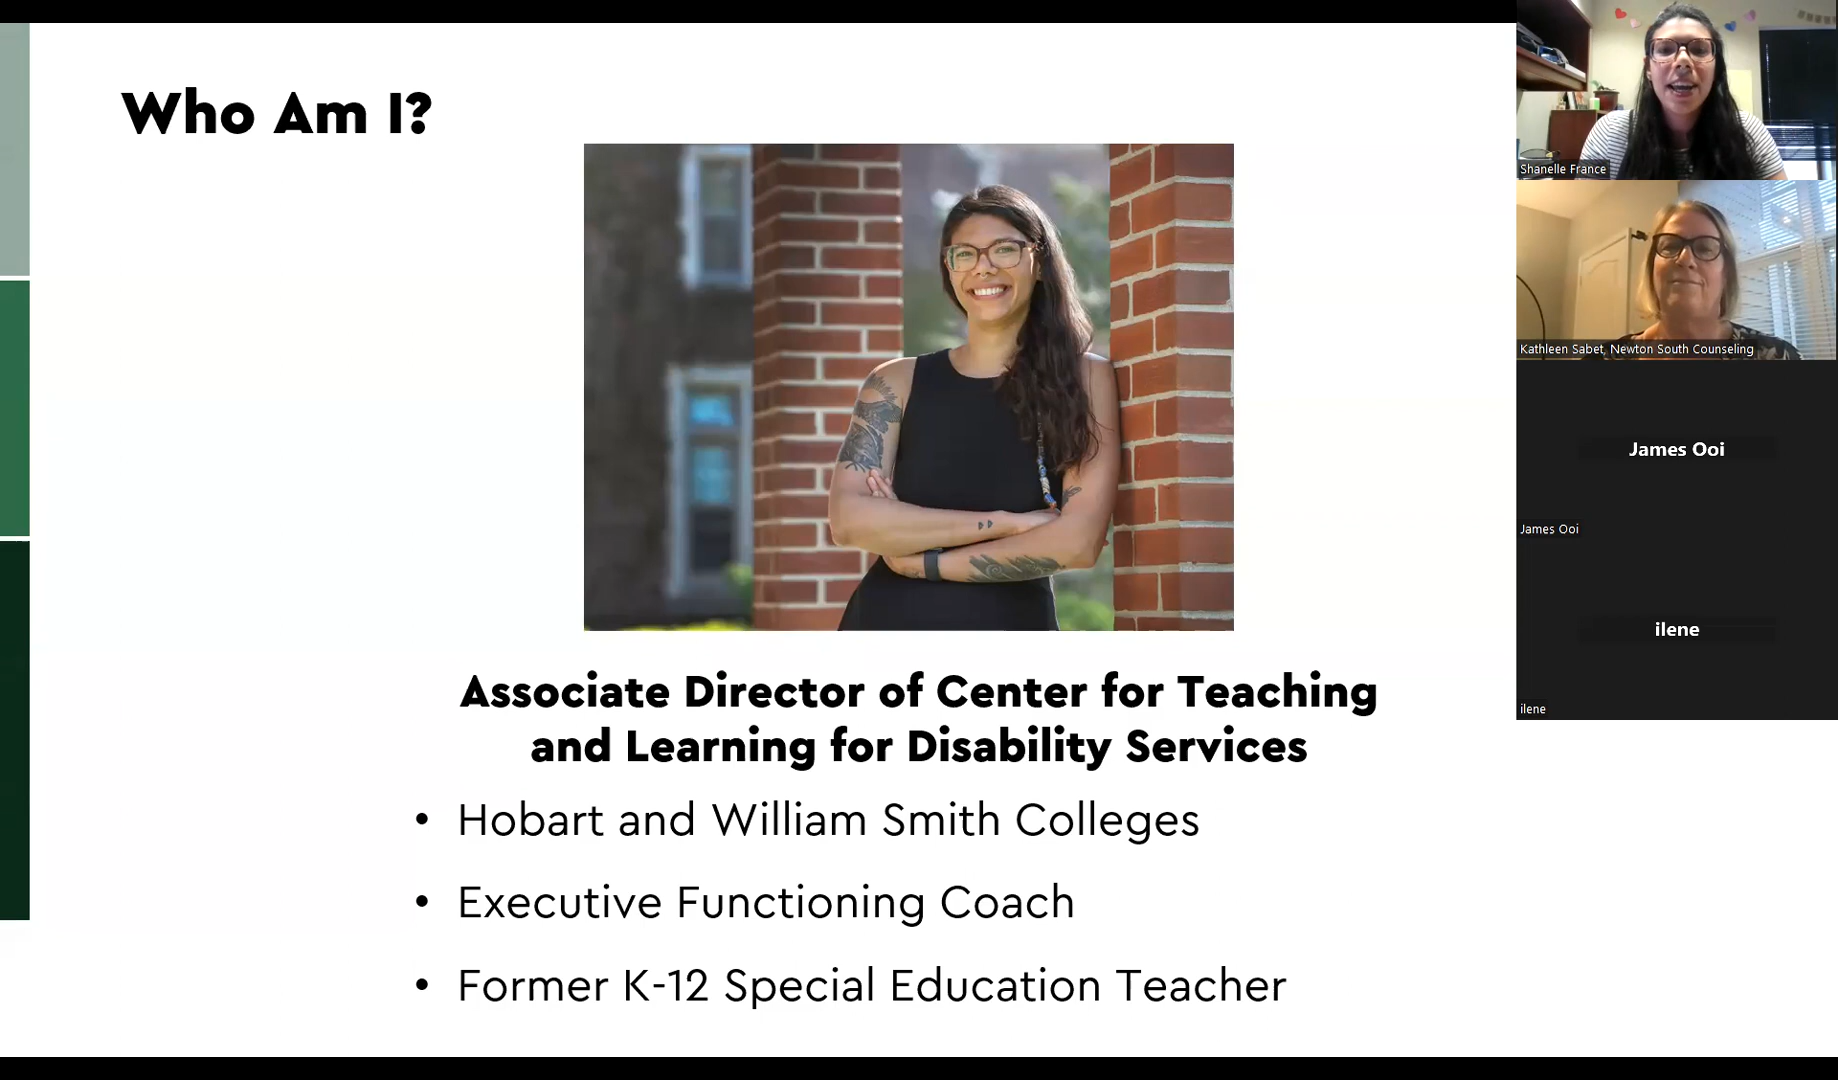 Who Am I?
Associate Director of Center for Teaching
and Learning for Disability Services
• Hobart and William Smith Colleges
• Executive Functioning Coach
• Former K-12 Special Education Teacher
Shanelle France
Kathleen Sabet, Newton South Counseling
James Ooi
James Ooi
ilene
ilene